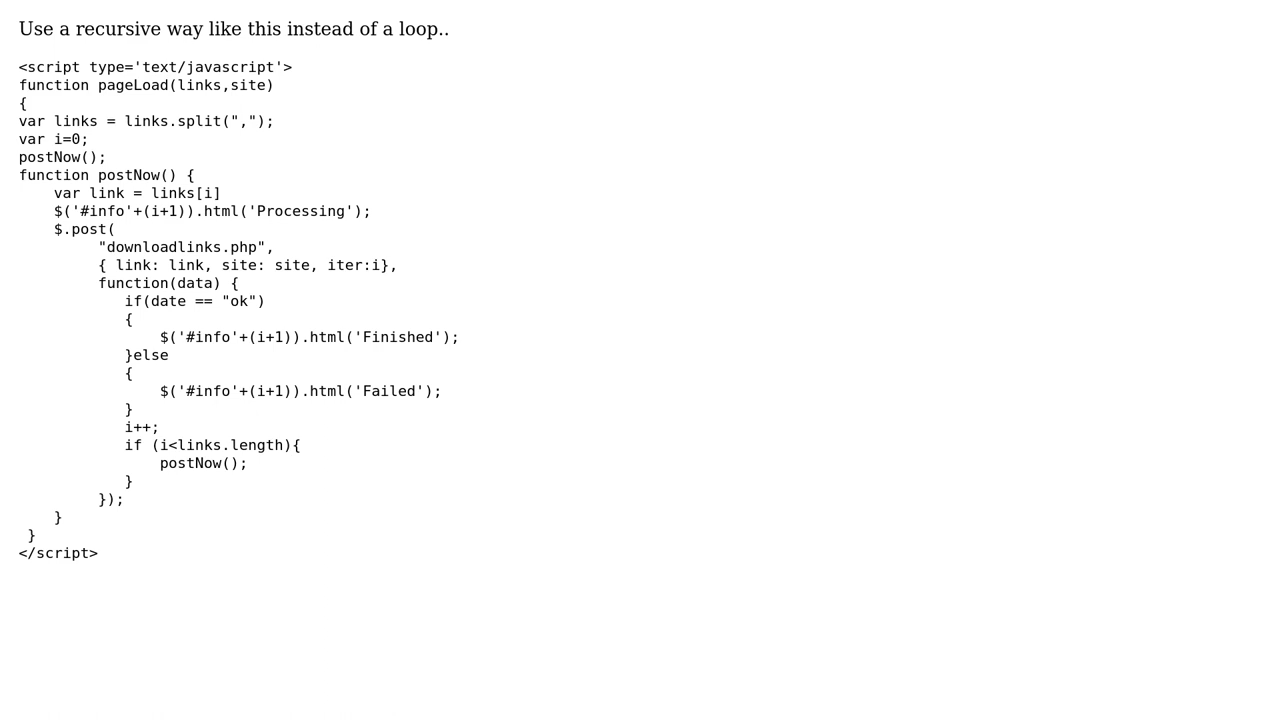 Use a recursive way like this instead of a loop..
<script type='text/javascript'>
function pageLoad(links,site)
{
var links = links.split(",");
var i=0;
postNow();
function postNow() {
    var link = links[i]
    $('#info'+(i+1)).html('Processing');
    $.post(
         "downloadlinks.php",
         { link: link, site: site, iter:i},
         function(data) {
            if(date == "ok")
            {
                $('#info'+(i+1)).html('Finished');
            }else
            {
                $('#info'+(i+1)).html('Failed');
            }
            i++;
            if (i<links.length){
                postNow();
            }
         });
    }
 }
</script>